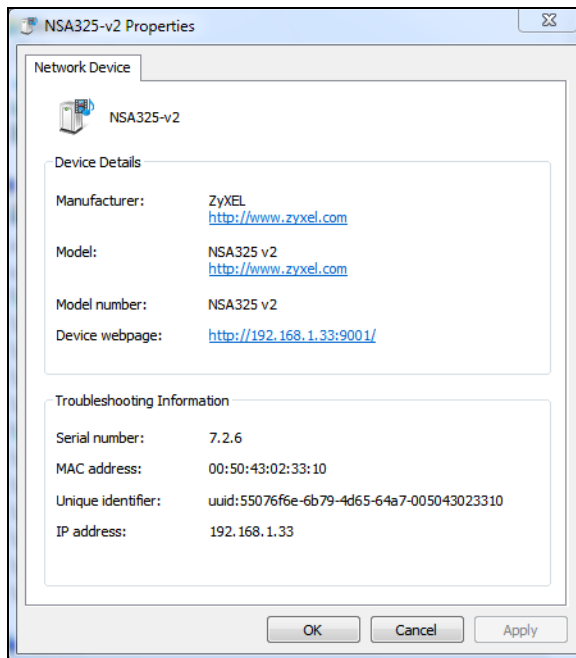 NSA325-v2 Properties
Network Device
NSA325-v2
Device Details
Manufacturer: ZyXEL
http://www.zyxel.com
Model: NSA325 v2
http://www.zyxel.com
Model number: NSA325 v2
Device webpage: http://192.168.1.33:9001/
Troubleshooting Information
Serial number: 7.2.6
MAC address: 00:50:43:02:33:10
Unique identifier: uuid:55076f6e-6b79-4d65-64a7-005043023310
IP address: 192.168.1.33
OK Cancel Apply